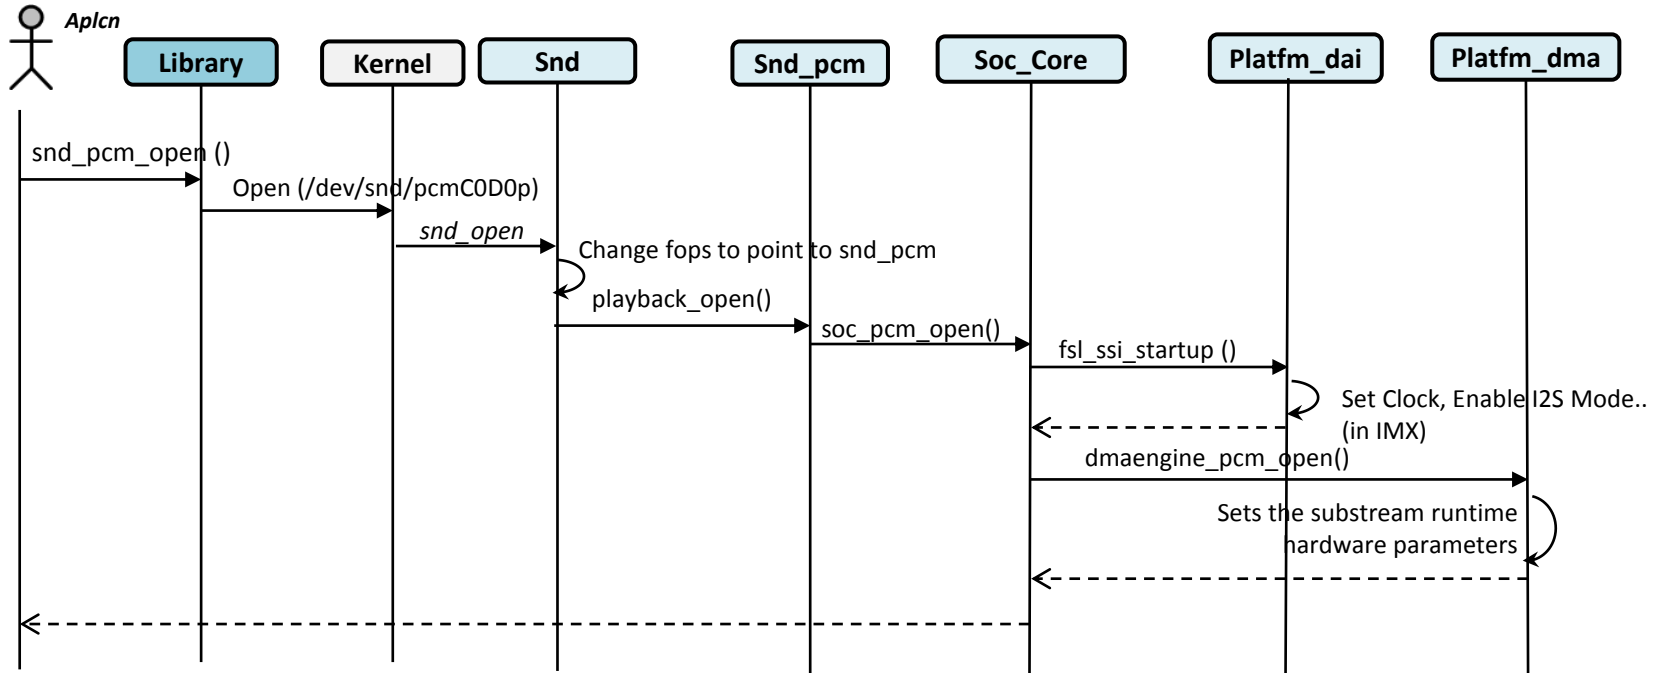 Aplcn
Library
Kernel
Snd
Snd_pcm
Soc_Core
Platfm_dai
Platfm_dma
snd_pcm_open ()
Open (/dev/snd/pcmC0D0p)
snd_open
Change fops to point to snd_pcm
playback_open()
soc_pcm_open()
fsl_ssi_startup ()
Set Clock, Enable I2S Mode..
(in IMX)
dmaengine_pcm_open()
Sets the substream runtime
hardware parameters